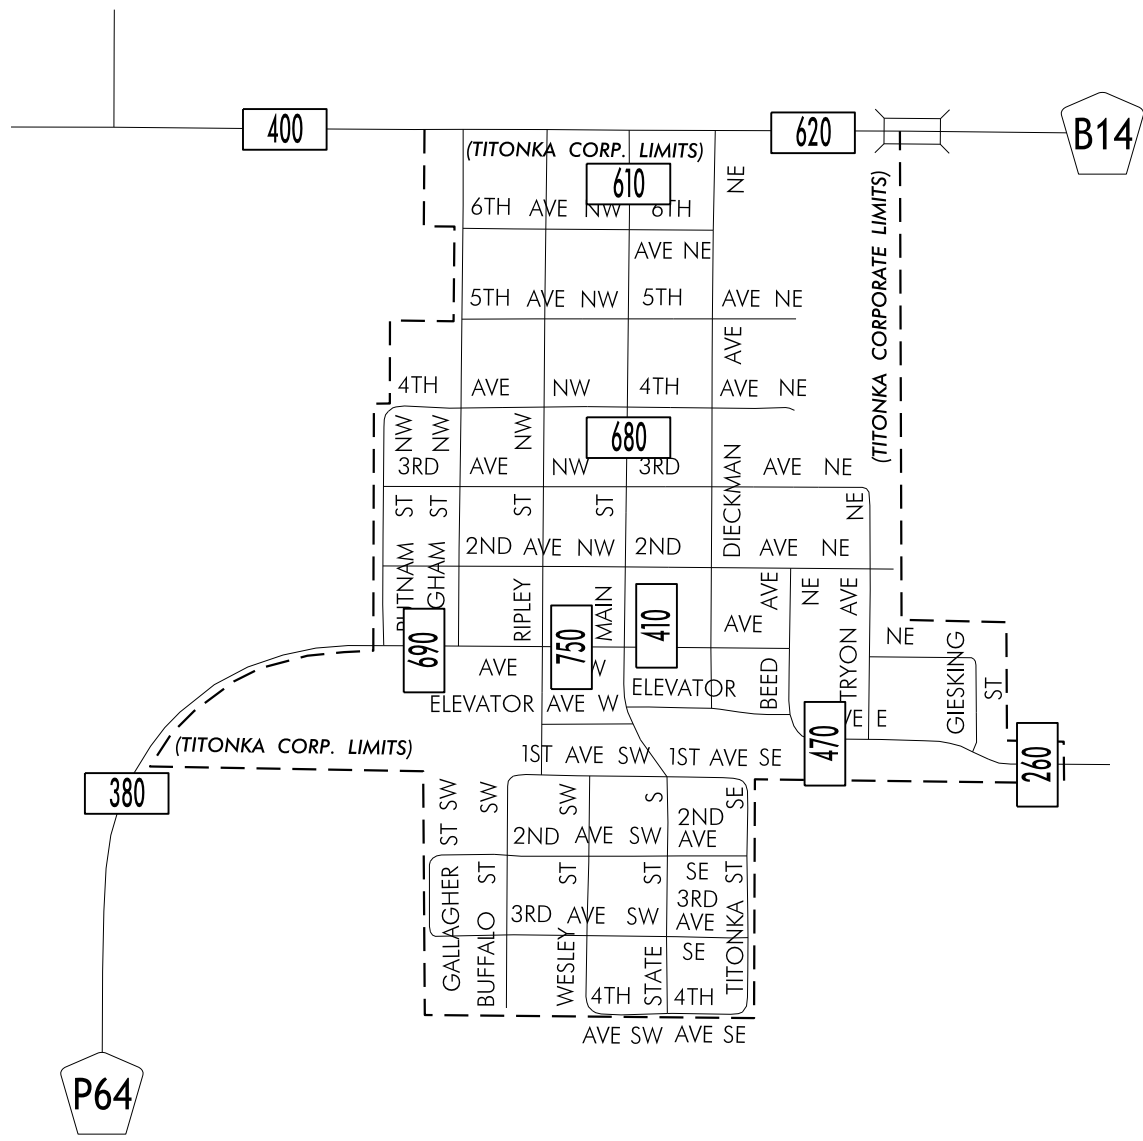 400
620
B14
(TITONKA CORP. LIMITS)
610
NE
6TH AVE NW 6TH
AVE NE
(TITONKA CORPORATE LIMITS)
5TH AVE NW 5TH AVE NE
AVE
4TH AVE NW 4TH AVE NE
NW NW NW
680
3RD AVE NW 3RD AVE NE
DIECKMAN
ST ST ST ST
NE
2ND AVE NW 2ND AVE NE
PUTNAM
GHAM
RIPLEY
MAIN
410
AVE
NE
TRYON AVE
AVE
NE
690
750
AVE W
BEED
GIESKING
ST
ELEVATOR AVE W ELEVATOR
VE E
470
260
(TITONKA CORP. LIMITS)
1ST AVE SW 1ST AVE SE
380
ST SW
SW
SW
S
SE
2ND AVE SW
2ND
AVE
SE
GALLAGHER
BUFFALO ST
WESLEY ST
STATE ST
TITONKA ST
3RD AVE SW
3RD
AVE
SE
4TH 4TH
AVE SW AVE SE
P64